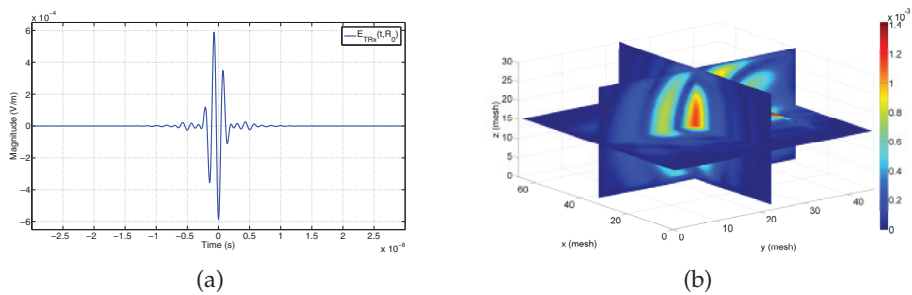 x 10⁻⁴
6
4
2
0
−2
−4
−6
Magnitude (V/m)
E_TRx(t,R_0)
−2.5 −2 −1.5 −1 −0.5 0 0.5 1 1.5 2 2.5
Time (s)
x 10⁻⁸
(a)
x 10⁻³
1.4
1.2
1
0.8
0.6
0.4
0.2
0
30
25
20
15
10
5
0
z (mesh)
60
40
20
0
x (mesh)
0
10
20
30
40
y (mesh)
(b)